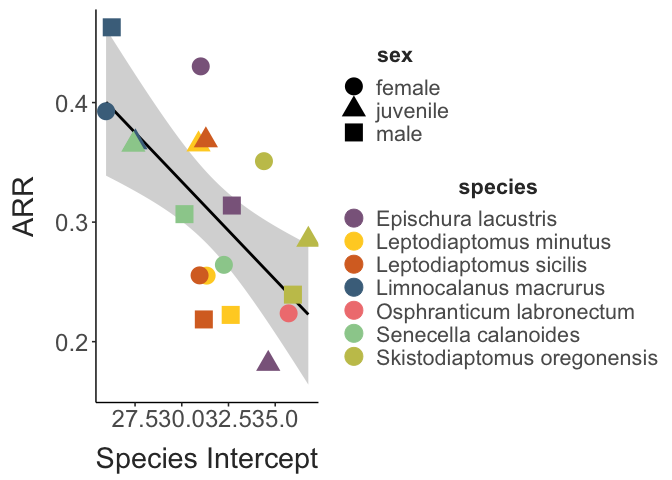 ARR
0.4
0.3
0.2
27.530.032.535.0
Species Intercept
sex
female
juvenile
male
species
Epischura lacustris
Leptodiaptomus minutus
Leptodiaptomus sicilis
Limnocalanus macrurus
Osphranticum labronectum
Senecella calanoides
Skistodiaptomus oregonensis